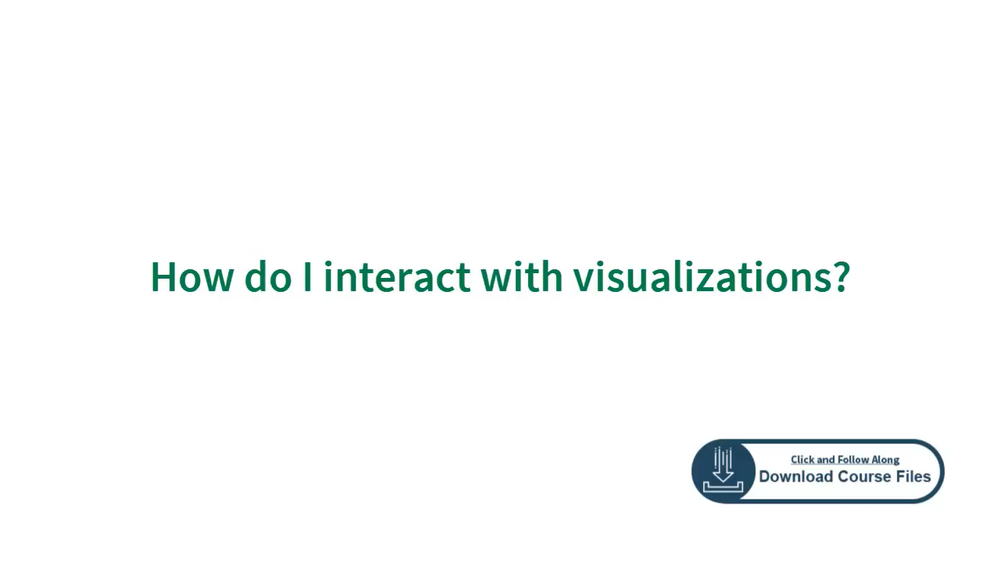 How do I interact with visualizations?
Click and Follow Along
Download Course Files